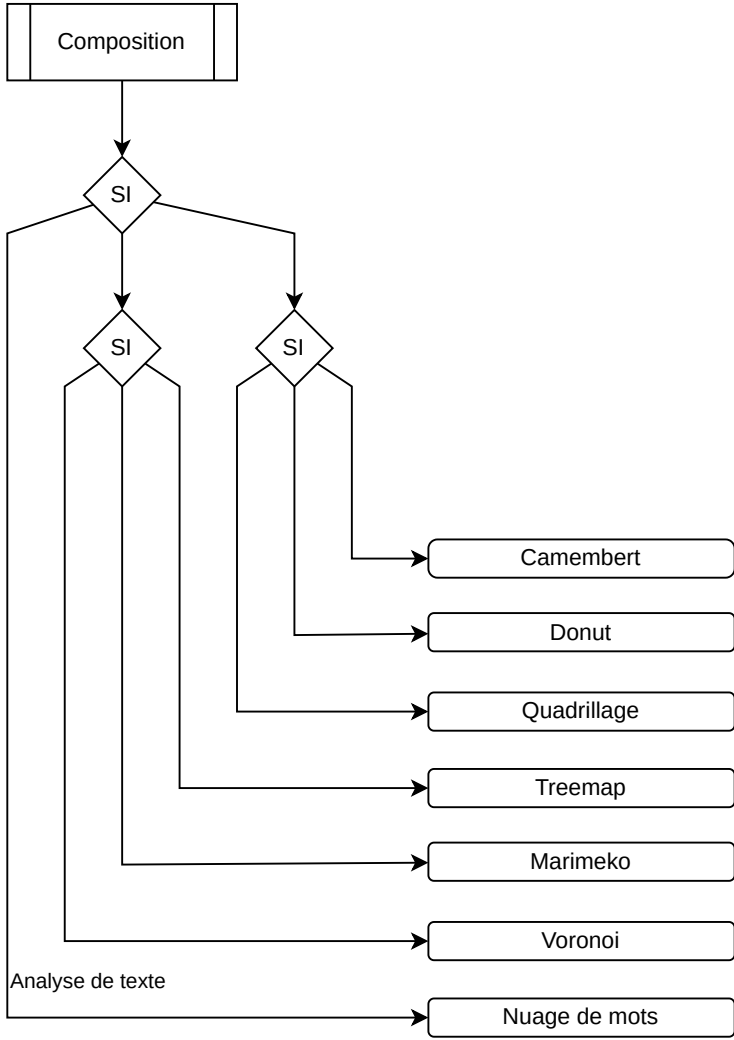 Composition
SI
SI
SI
Camembert
Donut
Quadrillage
Treemap
Marimeko
Voronoi
Analyse de texte
Nuage de mots